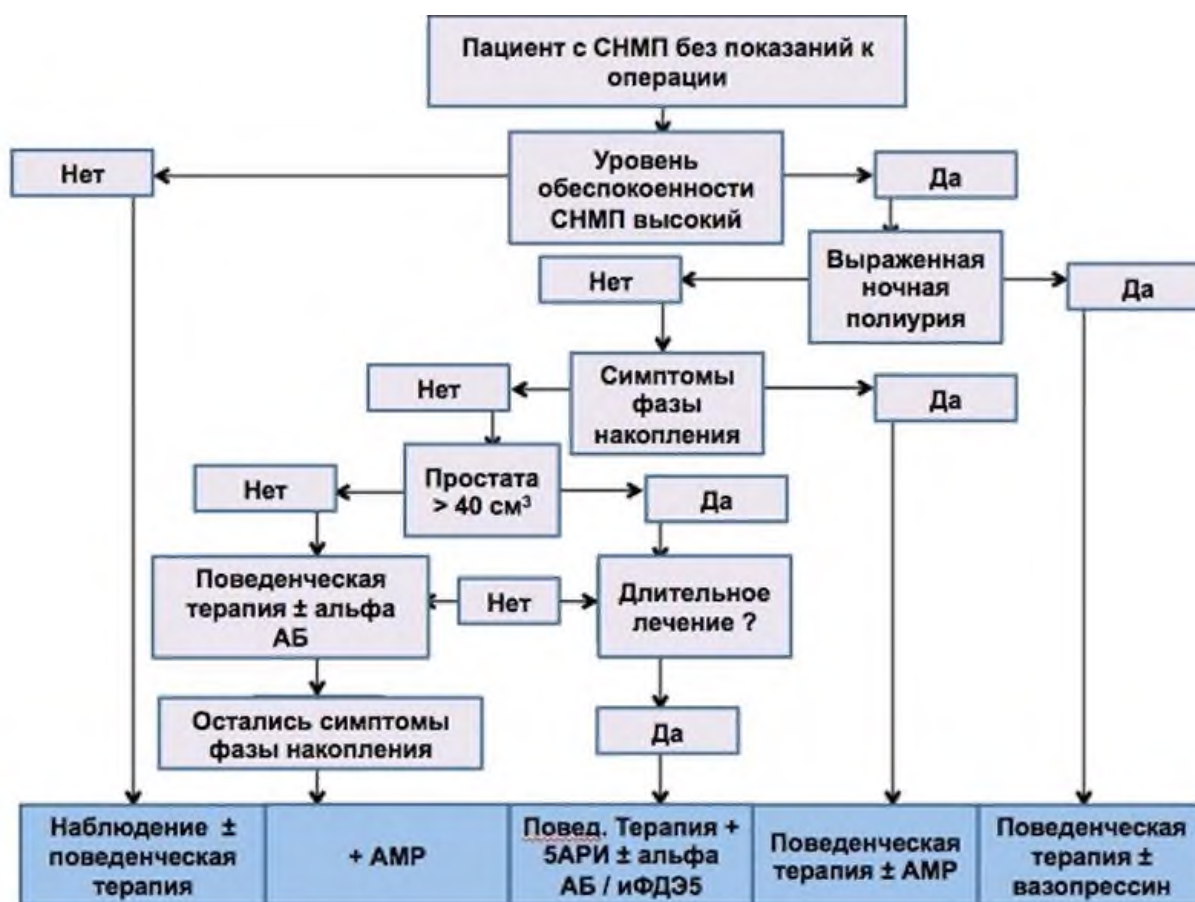 Пациент с СНМП без показаний к
операции
Нет
Уровень
обеспокоенности
СНМП высокий
Да
Нет
Выраженная
ночная
полиурия
Да
Нет
Симптомы
фазы
накопления
Да
Нет
Простата
> 40 см³
Да
Поведенческая
терапия ± альфа
АБ
Нет
Длительное
лечение ?
Остались симптомы
фазы накопления
Да
Наблюдение ±
поведенческая
терапия
+ АМР
Повед. Терапия +
5АРИ ± альфа
АБ / иФДЭ5
Поведенческая
терапия ± АМР
Поведенческая
терапия ±
вазопрессин